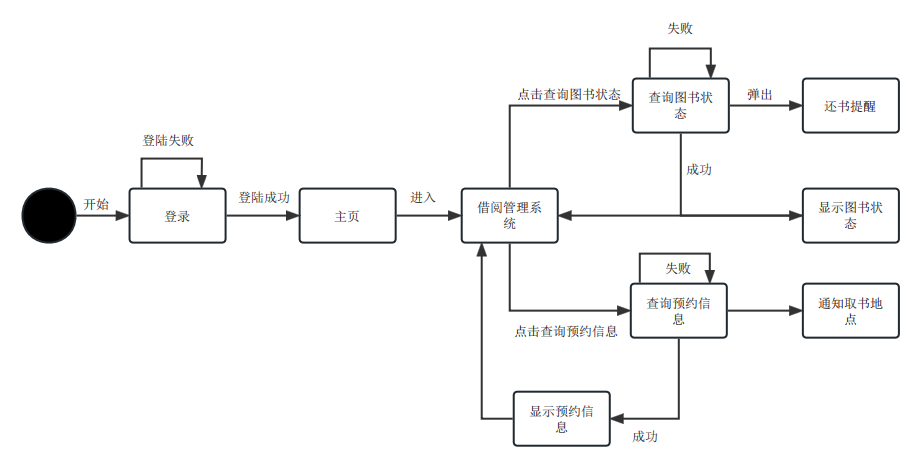 失败
点击查询图书状态
查询图书状
态
弹出
还书提醒
登陆失败
成功
开始
登录
登陆成功
主页
进入
借阅管理系
统
显示图书状
态
失败
查询预约信
息
通知取书地
点
点击查询预约信息
显示预约信
息
成功